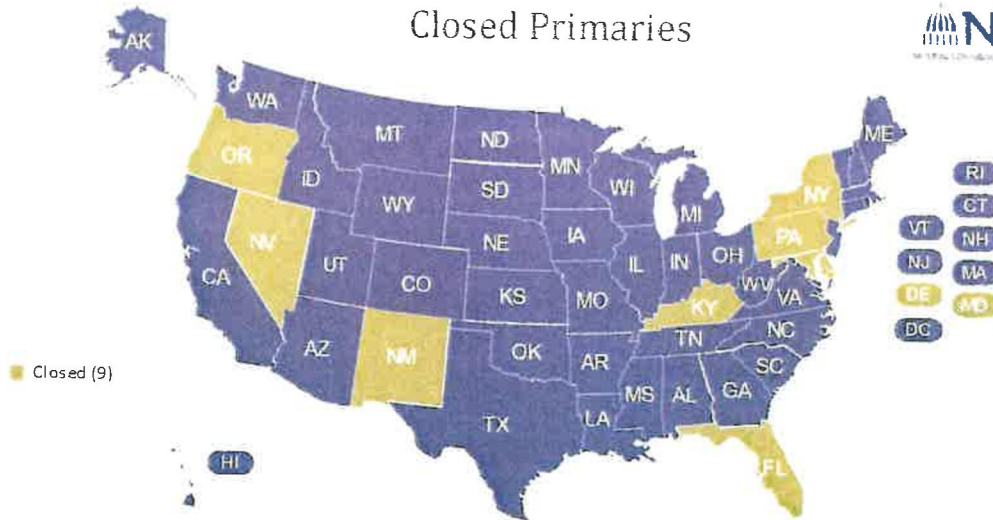 Closed Primaries
N
AK
WA
MT
ND
MN
ME
OR
ID
SD
WI
NY
RI
WY
MI
CT
NV
NE
IA
PA
VT
NH
CA
UT
CO
IL
IN
OH
NJ
MA
KS
MO
WV
VA
KY
DE
MD
AZ
NM
OK
AR
TN
NC
DC
SC
Closed (9)
TX
LA
MS
AL
GA
HI
FL